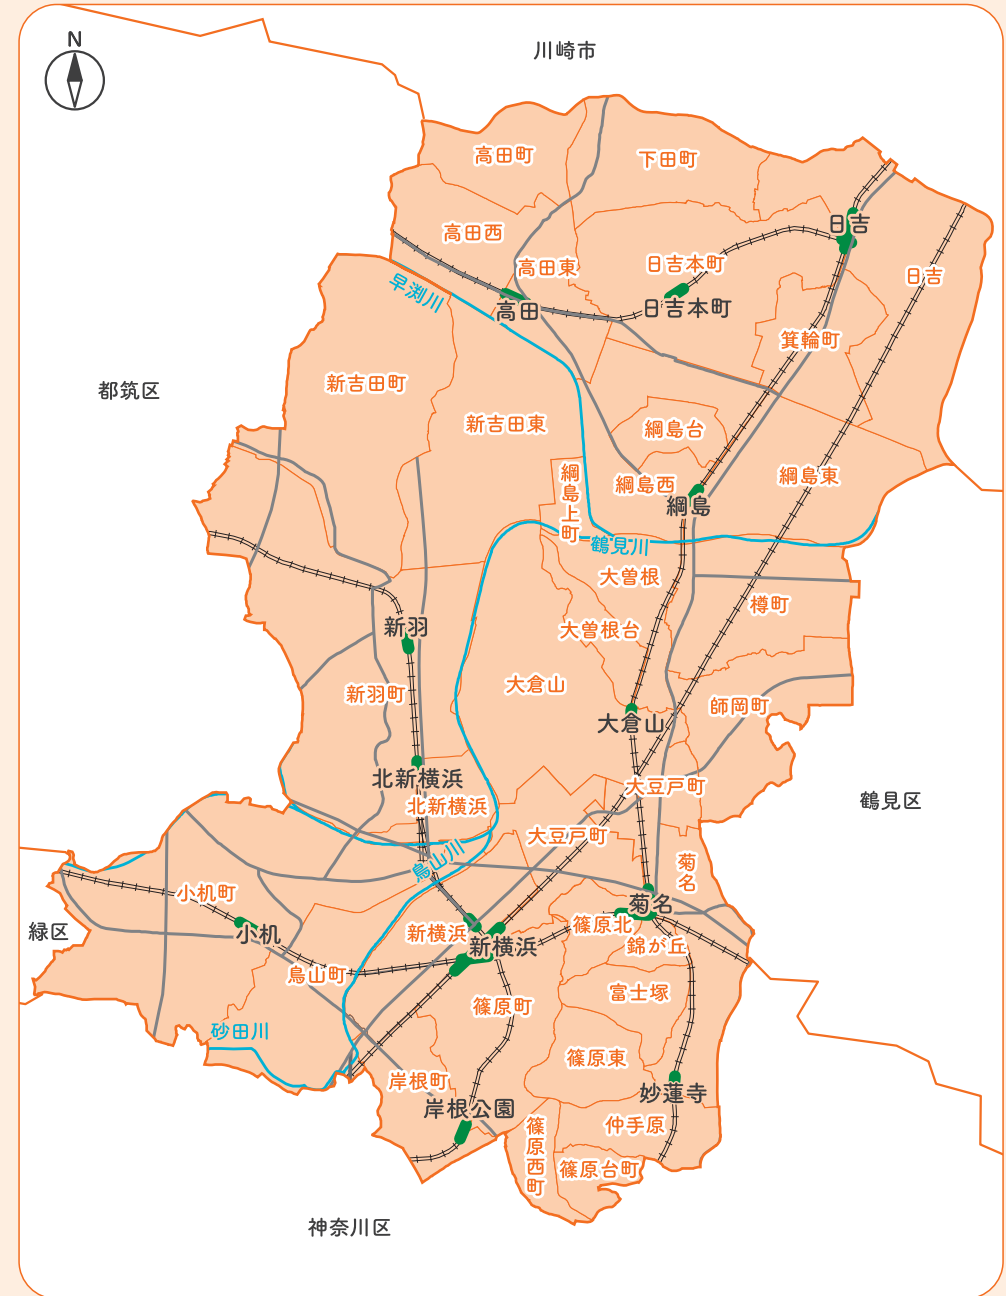 N
川崎市
高田町
下田町
日吉
高田西
高田東
日吉本町
日吉
早渕川
高田
日吉本町
箕輪町
都筑区
新吉田町
新吉田東
綱島台
綱島上町
綱島西
綱島東
綱島
鶴見川
大曽根
樽町
新羽
大曽根台
新羽町
大倉山
師岡町
大倉山
北新横浜
大豆戸町
鶴見区
北新横浜
大豆戸町
鳥山川
菊名
小机町
菊名
緑区
小机
新横浜
新横浜
篠原北
錦が丘
鳥山町
富士塚
篠原町
砂田川
篠原東
岸根町
妙蓮寺
岸根公園
篠原西町
仲手原
篠原台町
神奈川区